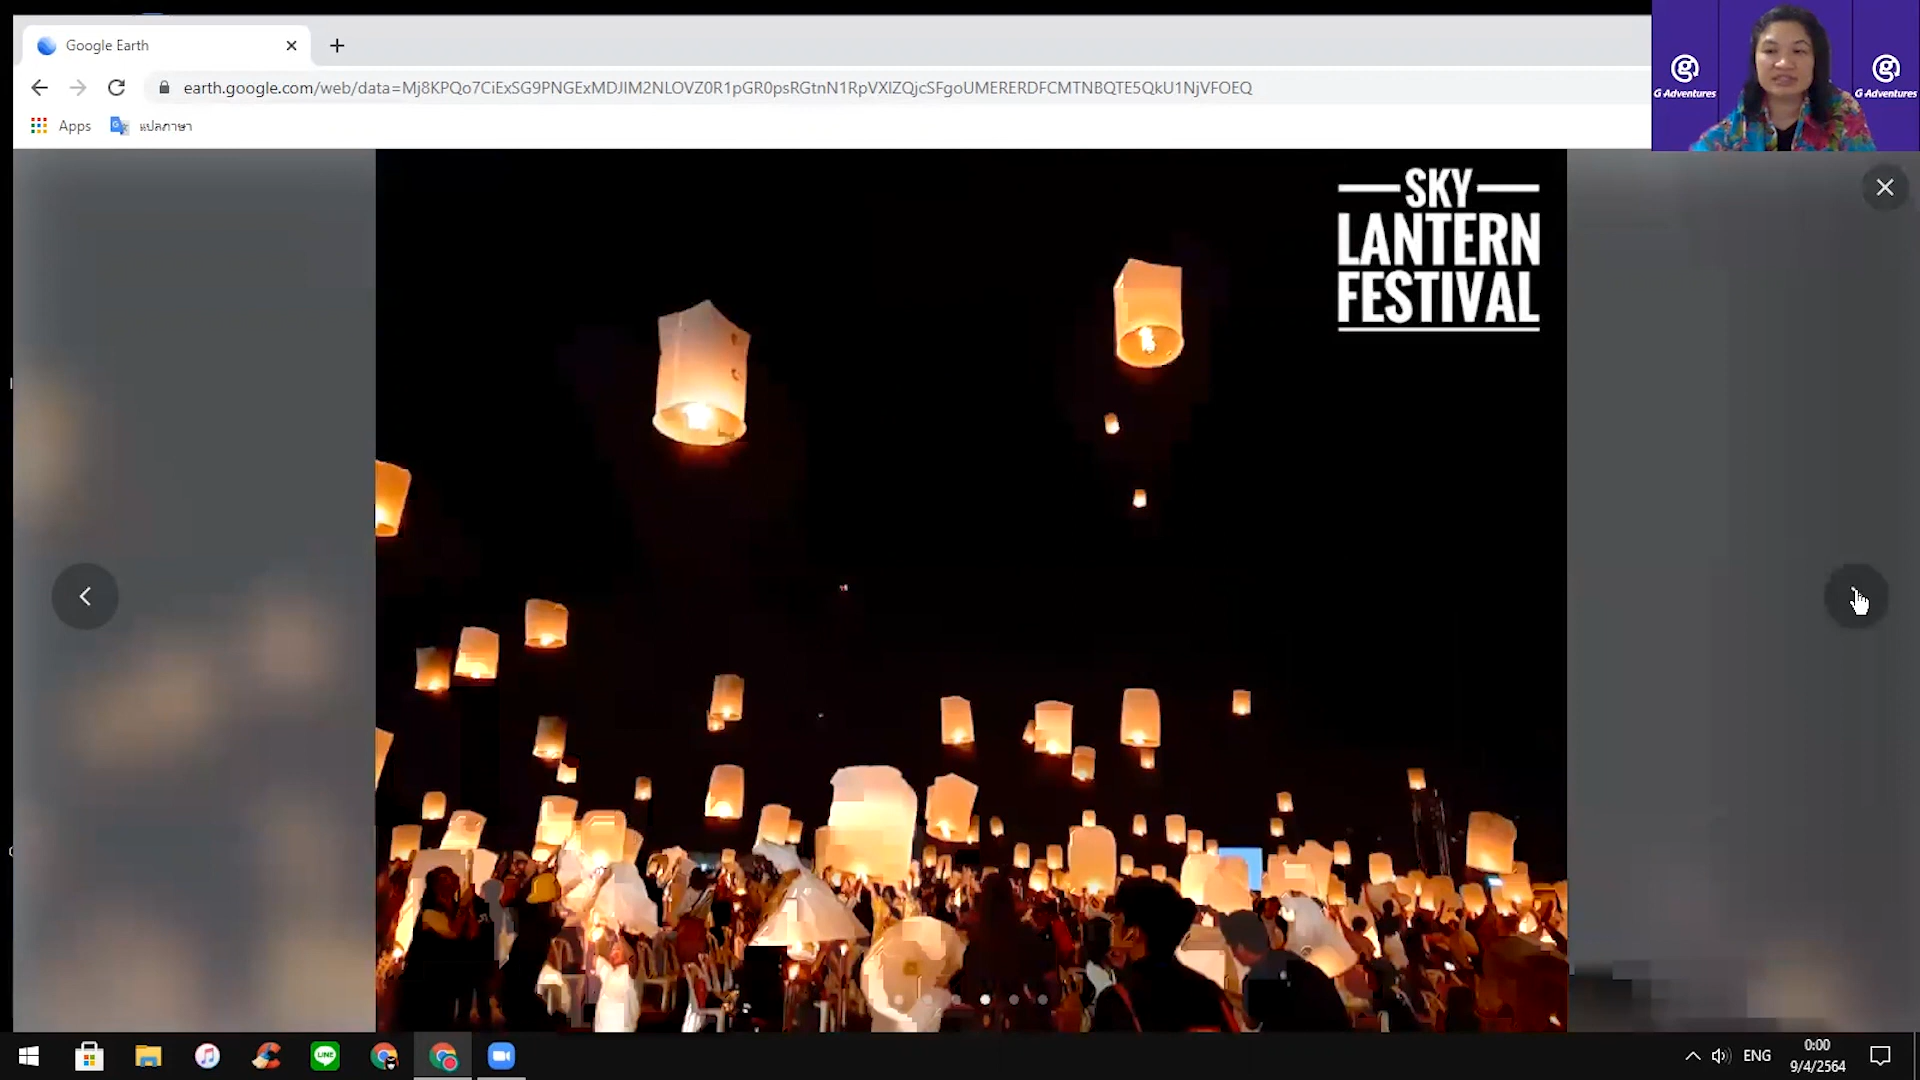 Google Earth
earth.google.com/web/data=Mj8KPQo7CiExSG9PNGExMDJIM2NLOVZ0R1pGR0psRGtnN1RpVXlZQjcSFgoUMERERDFCMTNBQTE5QkU1NjVFOEQ
Apps แปลภาษา
G Adventures
G Adventures
SKY
LANTERN
FESTIVAL
LINE
ENG
0:00
9/4/2564